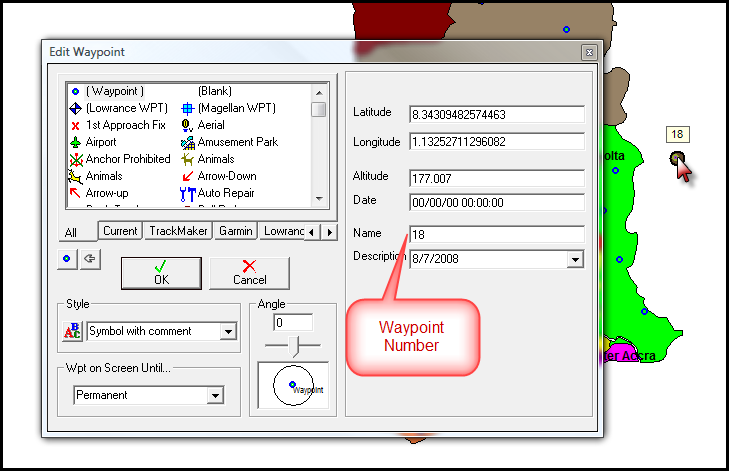 Edit Waypoint
( Waypoint ) (Blank)
(Lowrance WPT) (Magellan WPT)
1st Approach Fix Aerial
Airport Amusement Park
Anchor Prohibited Animals
Animals Arrow-Down
Arrow-up Auto Repair
All Current TrackMaker Garmin Lowranc
OK Cancel
Style
ABC Symbol with comment
Wpt on Screen Until...
Permanent
Angle
0
Waypoint
Latitude 8.34309482574463
Longitude 1.13252711296082
Altitude 177.007
Date 00/00/00 00:00:00
Name 18
Description 8/7/2008
Waypoint
Number
18
olta
er Accra